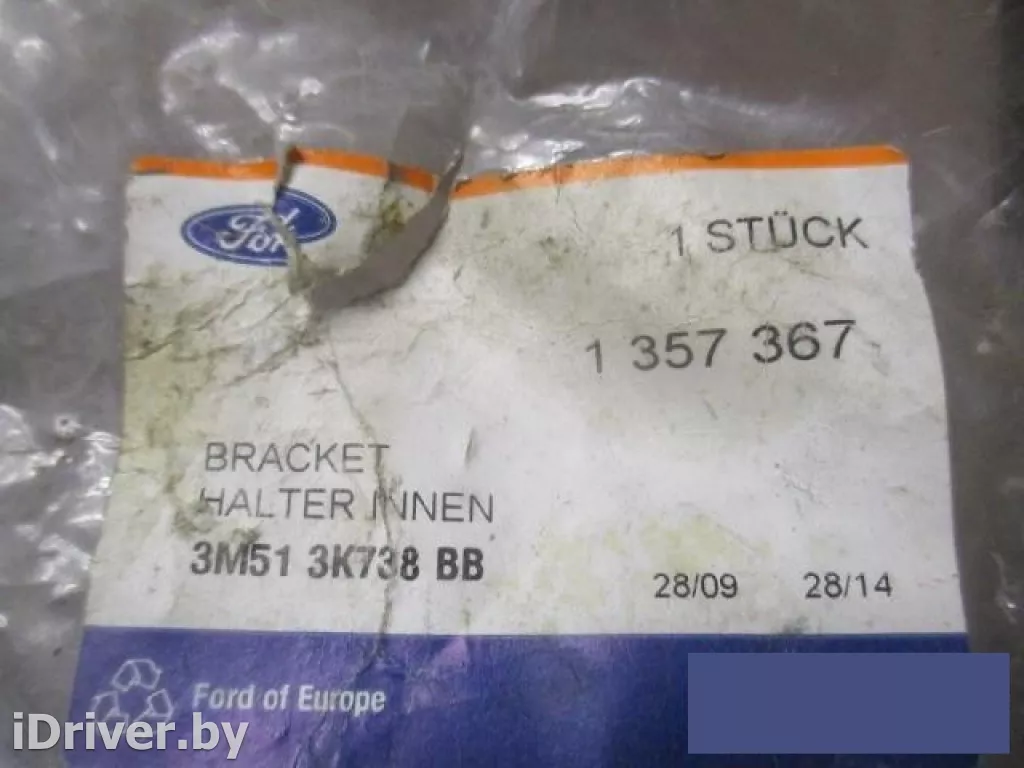 Ford
1 STÜCK
1 357 367
BRACKET
HALTER INNEN
3M51 3K738 BB
28/09 28/14
Ford of Europe
iDriver.by